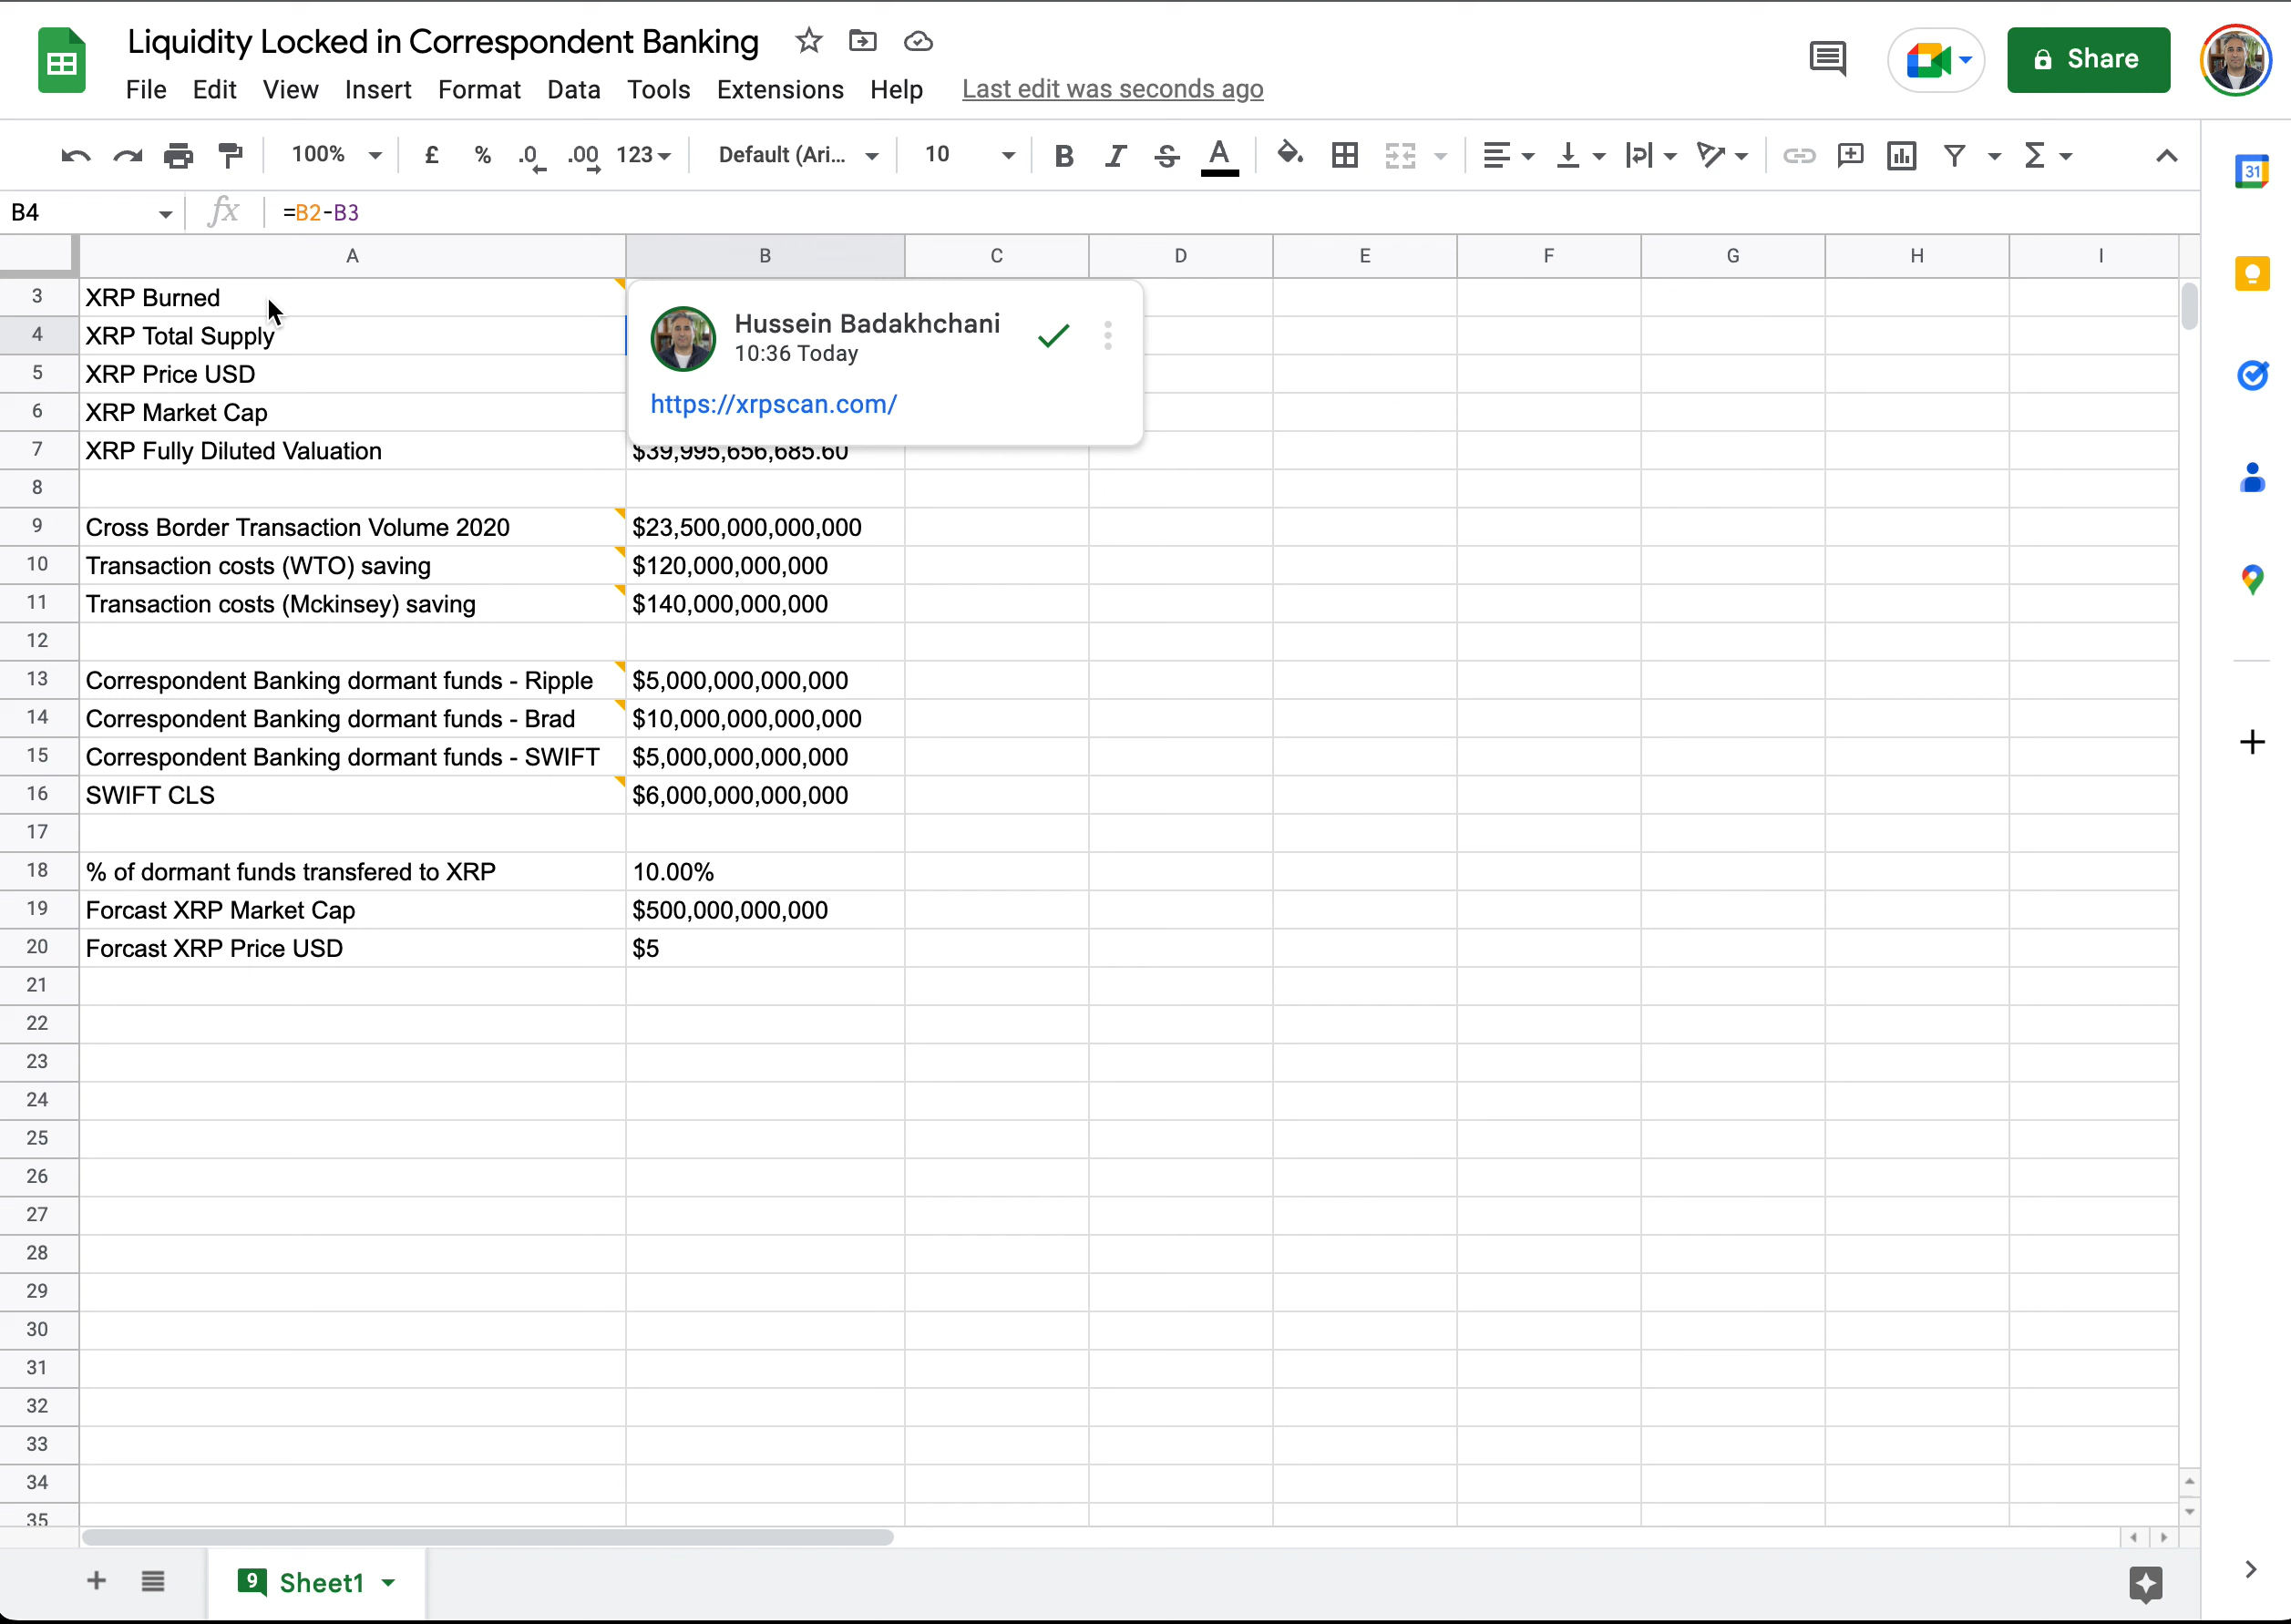 Liquidity Locked in Correspondent Banking
File Edit View Insert Format Data Tools Extensions Help Last edit was seconds ago
Share
100% £ % .0 .00 123 Default (Ari... 10 B I S A Σ
31
B4 fx =B2-B3
A B C D E F G H I
3 XRP Burned
4 XRP Total Supply
5 XRP Price USD
6 XRP Market Cap
7 XRP Fully Diluted Valuation $39,995,656,685.60
Hussein Badakhchani
10:36 Today
https://xrpscan.com/
8
9 Cross Border Transaction Volume 2020 $23,500,000,000,000
10 Transaction costs (WTO) saving $120,000,000,000
11 Transaction costs (Mckinsey) saving $140,000,000,000
12
13 Correspondent Banking dormant funds - Ripple $5,000,000,000,000
14 Correspondent Banking dormant funds - Brad $10,000,000,000,000
15 Correspondent Banking dormant funds - SWIFT $5,000,000,000,000
16 SWIFT CLS $6,000,000,000,000
17
18 % of dormant funds transfered to XRP 10.00%
19 Forcast XRP Market Cap $500,000,000,000
20 Forcast XRP Price USD $5
21
22
23
24
25
26
27
28
29
30
31
32
33
34
35
9 Sheet1